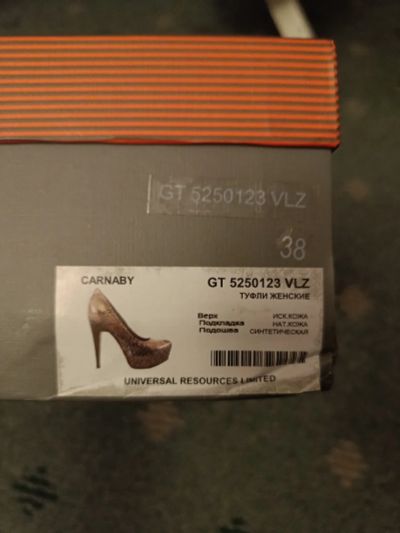 GT 5250123 VLZ
38
CARNABY GT 5250123 VLZ
ТУФЛИ ЖЕНСКИЕ
Верх ИСК.КОЖА
Подкладка НАТ.КОЖА
Подошва СИНТЕТИЧЕСКАЯ
UNIVERSAL RESOURCES LIMITED